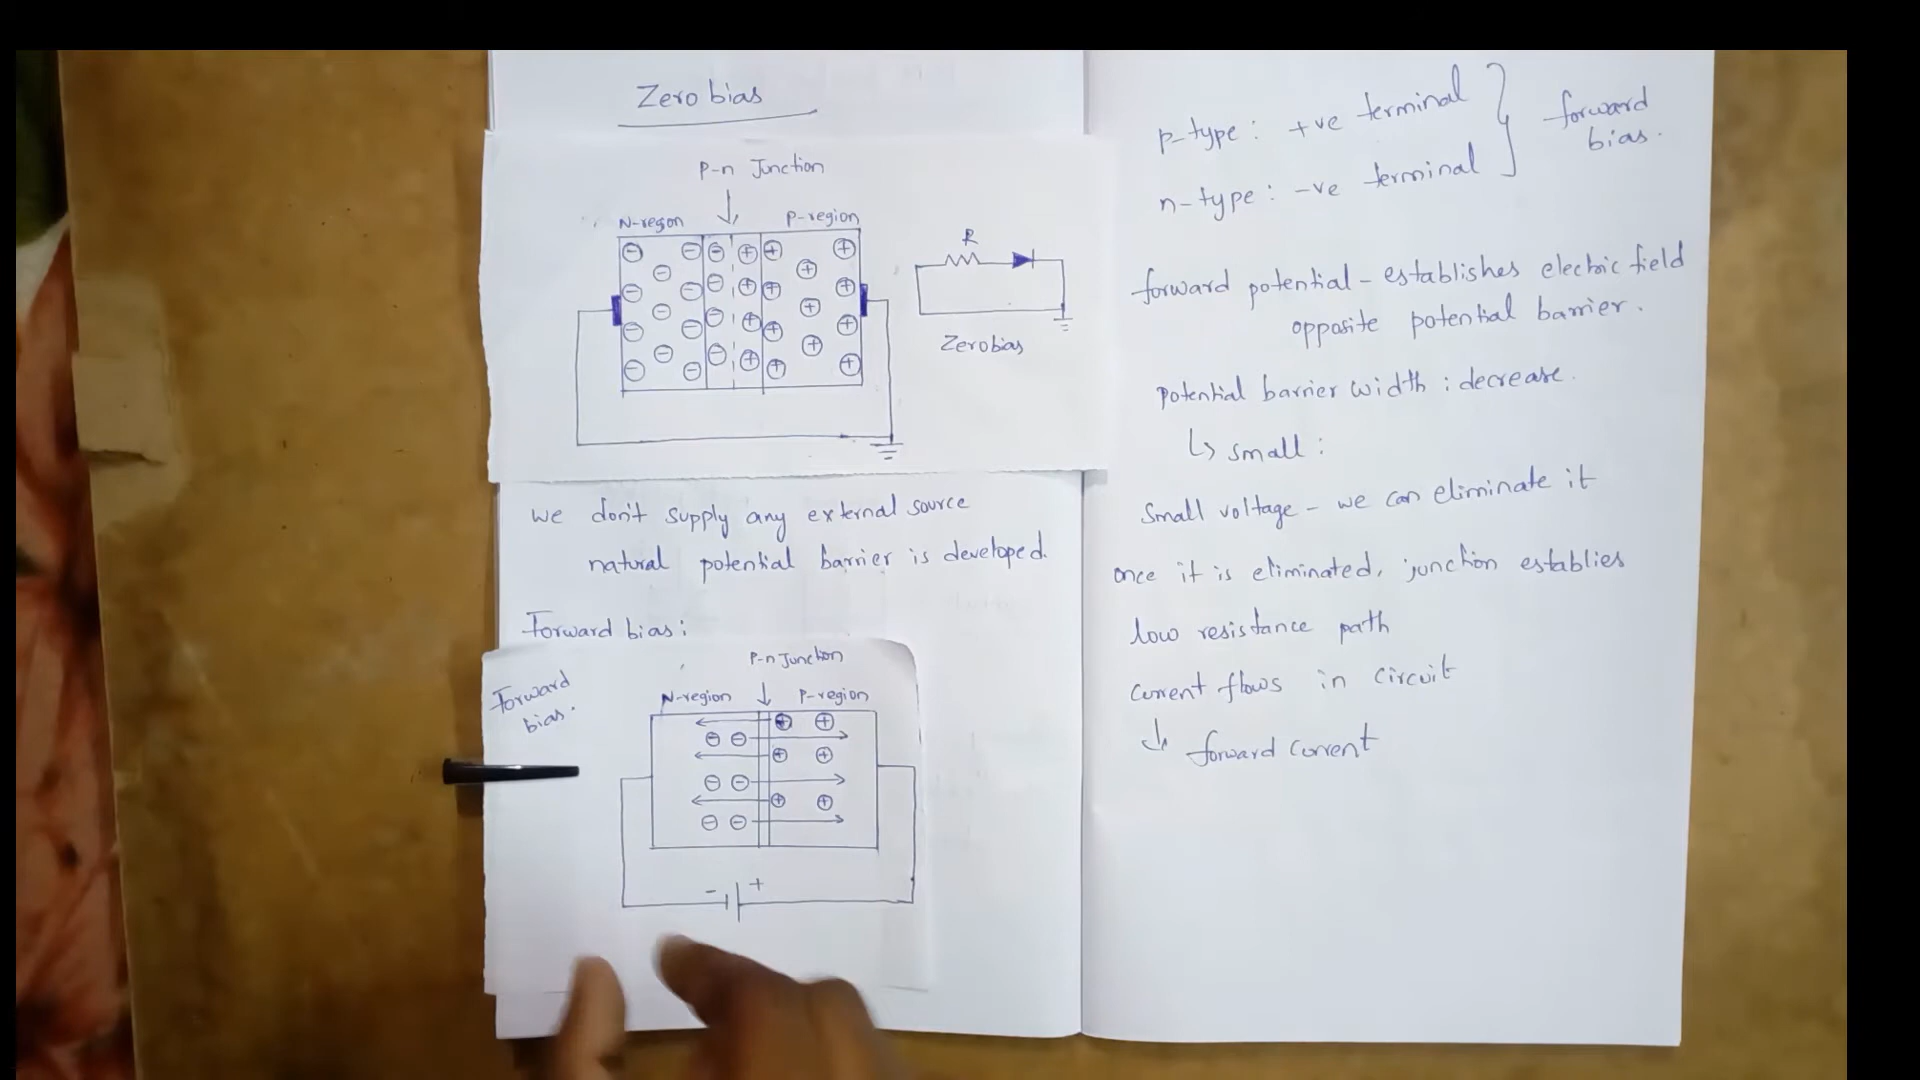 Zero bias
P-n Junction
N-region P-region
R
Zerobias
we don't supply any external source
natural potential barrier is developed.
Forward bias:
Forward
bias.
P-n Junction
N-region P-region
- +
p-type: +ve terminal
n-type: -ve terminal
forward
bias.
forward potential - establishes electric field
opposite potential barrier.
potential barrier width : decrease.
↳ small :
Small voltage - we can eliminate it
once it is eliminated, junction establies
low resistance path
current flows in circuit
↳ forward current